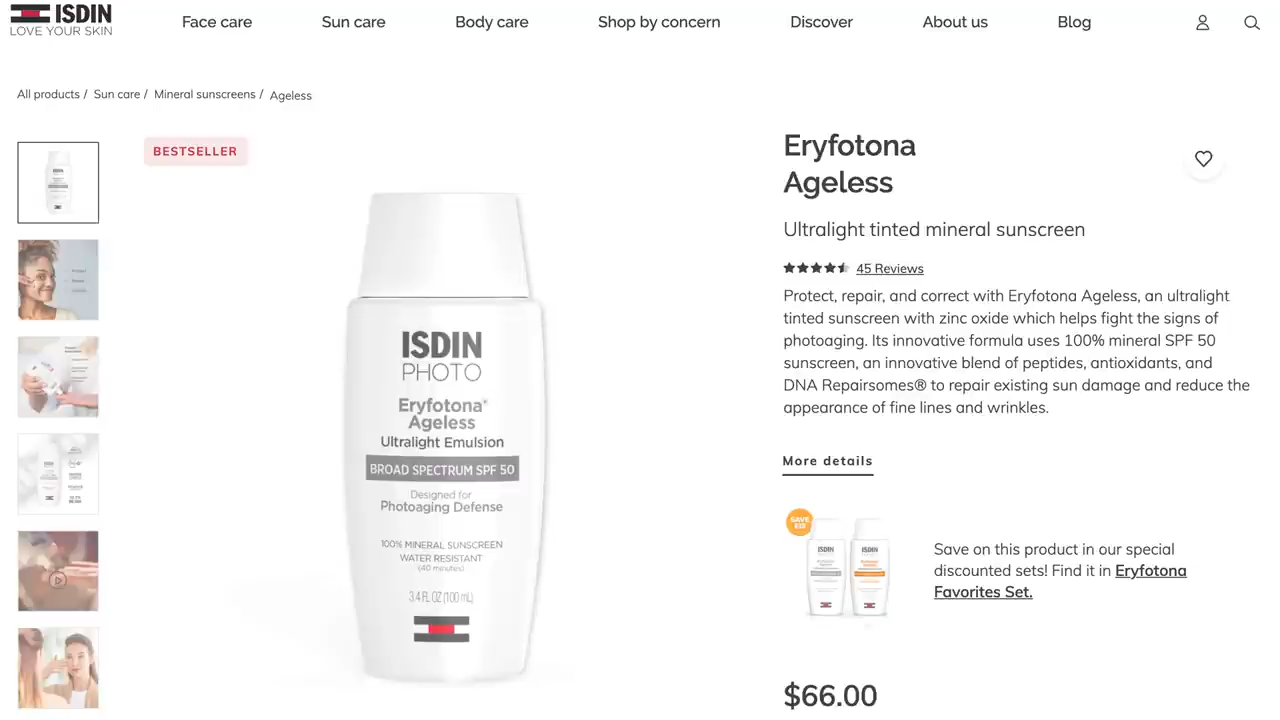 ISDIN
LOVE YOUR SKIN
Face care
Sun care
Body care
Shop by concern
Discover
About us
Blog
All products / Sun care / Mineral sunscreens / Ageless
BESTSELLER
ISDIN
PHOTO
Eryfotona®
Ageless
Ultralight Emulsion
BROAD SPECTRUM SPF 50
Designed for
Photoaging Defense
100% MINERAL SUNSCREEN
WATER RESISTANT
(40 minutes)
3.4 FL OZ (100 mL)
Eryfotona
Ageless
Ultralight tinted mineral sunscreen
45 Reviews
Protect, repair, and correct with Eryfotona Ageless, an ultralight
tinted sunscreen with zinc oxide which helps fight the signs of
photoaging. Its innovative formula uses 100% mineral SPF 50
sunscreen, an innovative blend of peptides, antioxidants, and
DNA Repairsomes® to repair existing sun damage and reduce the
appearance of fine lines and wrinkles.
More details
SAVE
ISDIN
ISDIN
Save on this product in our special
discounted sets! Find it in Eryfotona
Favorites Set.
$66.00